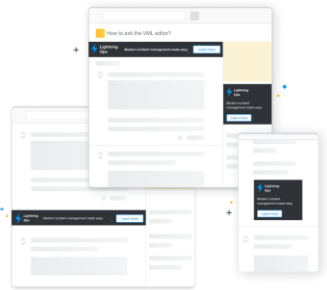 How to exit the VML editor?
Lightning
Ops
Modern incident management made easy.
Learn more
Lightning
Ops
Modern incident
management made easy.
Learn more
Lightning
Ops
Modern incident
management made easy.
Learn more
Lightning
Ops
Modern incident management made easy.
Learn more